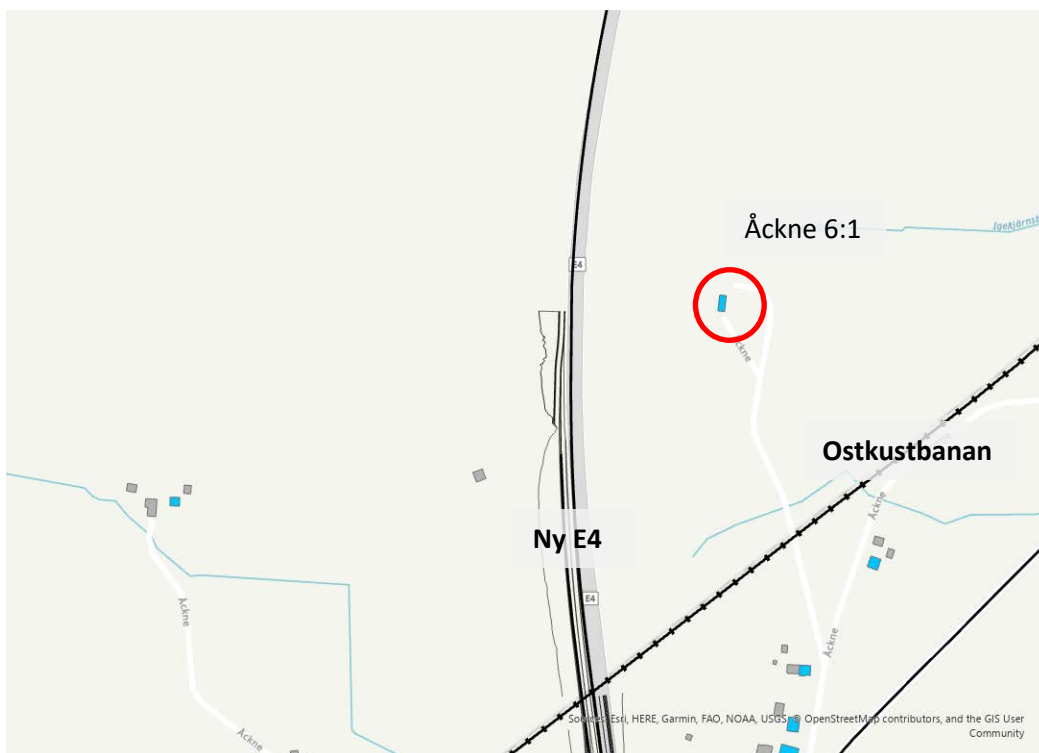 Åckne 6:1
E4
Åckne
Ostkustbanan
Ny E4
Åckne
Åckne
E4
Åckne
Åckne
Sources: Esri, HERE, Garmin, FAO, NOAA, USGS, © OpenStreetMap contributors, and the GIS User
Community